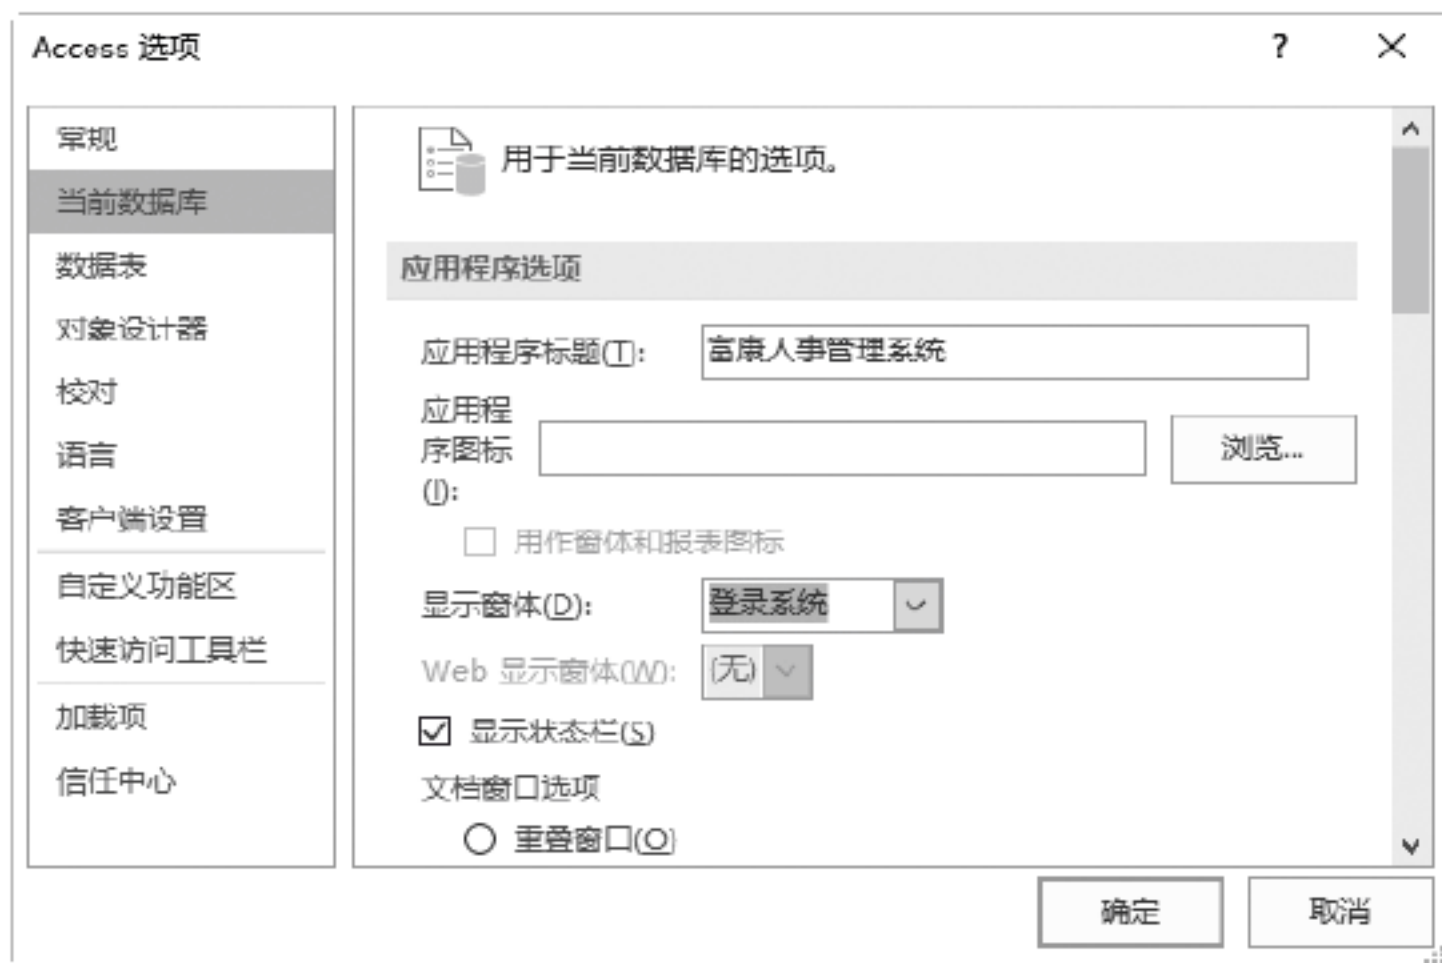 Access 选项
?
常规
当前数据库
数据表
对象设计器
校对
语言
客户端设置
自定义功能区
快速访问工具栏
加载项
信任中心
用于当前数据库的选项。
应用程序选项
应用程序标题(T): 富康人事管理系统
应用程
序图标
(I):
浏览...
用作窗体和报表图标
显示窗体(D): 登录系统
Web 显示窗体(W): (无)
显示状态栏(S)
文档窗口选项
重叠窗口(O)
确定 取消